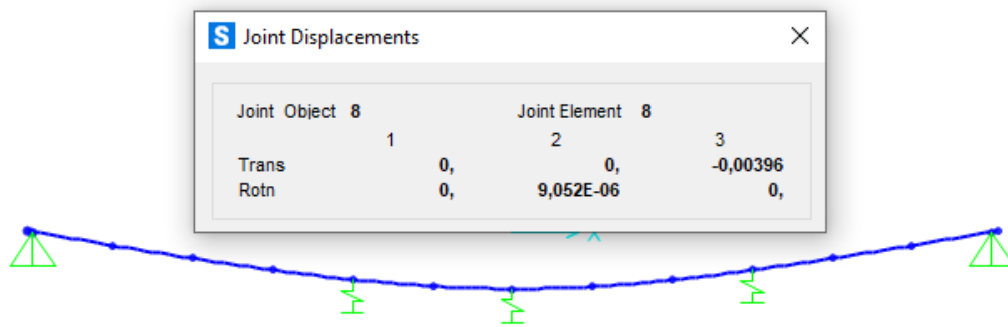 S Joint Displacements
Joint Object 8 Joint Element 8
1 2 3
Trans 0, 0, -0,00396
Rotn 0, 9,052E-06 0,
X